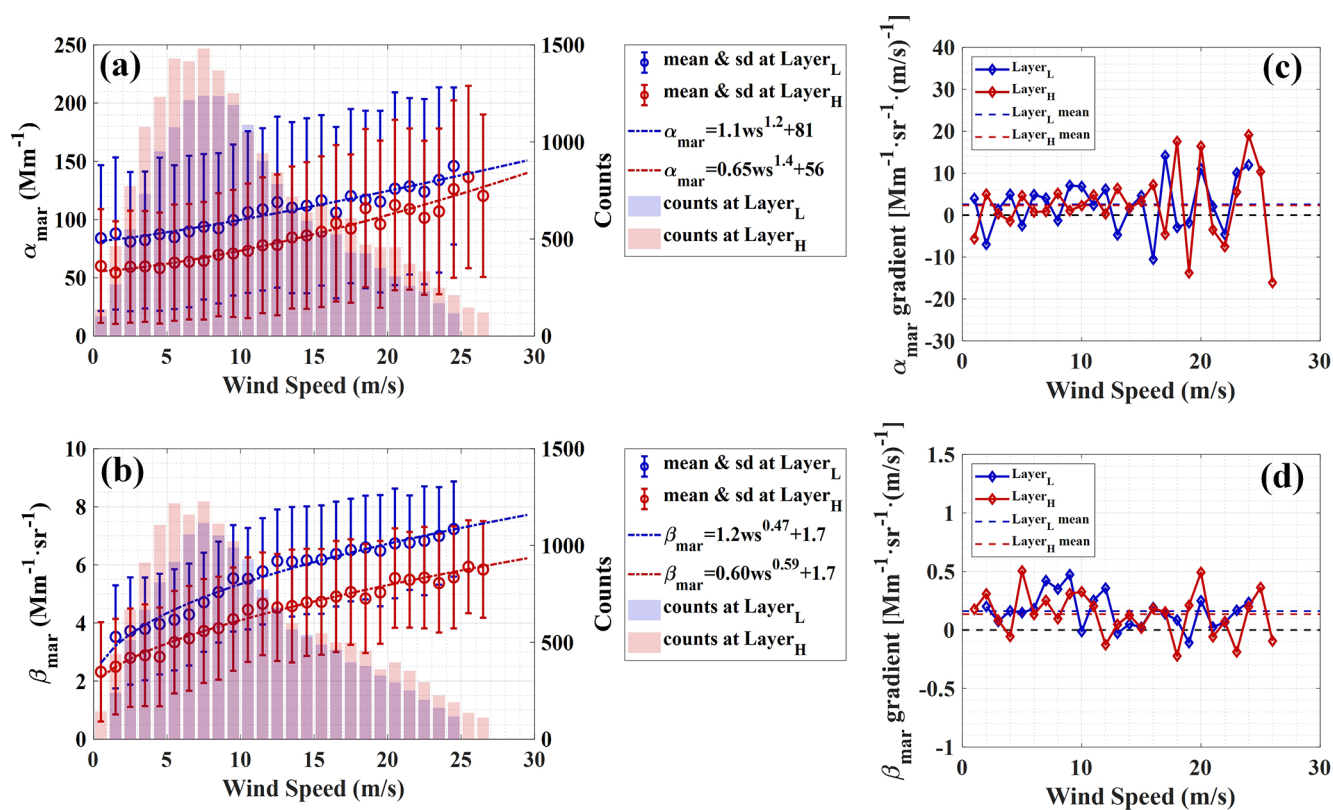 (a)
α_mar (Mm^-1)
250
200
150
100
50
0
1500
1000
500
0
Counts
0 5 10 15 20 25 30
Wind Speed (m/s)
mean & sd at Layer_L
mean & sd at Layer_H
α_mar=1.1ws^1.2+81
α_mar=0.65ws^1.4+56
counts at Layer_L
counts at Layer_H
(c)
α_mar gradient [Mm^-1·sr^-1·(m/s)^-1]
40
30
20
10
0
-10
-20
-30
0 10 20 30
Wind Speed (m/s)
Layer_L
Layer_H
Layer_L mean
Layer_H mean
(b)
β_mar (Mm^-1·sr^-1)
10
8
6
4
2
0
1500
1000
500
0
Counts
0 5 10 15 20 25 30
Wind Speed (m/s)
mean & sd at Layer_L
mean & sd at Layer_H
β_mar=1.2ws^0.47+1.7
β_mar=0.60ws^0.59+1.7
counts at Layer_L
counts at Layer_H
(d)
β_mar gradient [Mm^-1·sr^-1·(m/s)^-1]
1.5
1
0.5
0
-0.5
-1
0 10 20 30
Wind Speed (m/s)
Layer_L
Layer_H
Layer_L mean
Layer_H mean